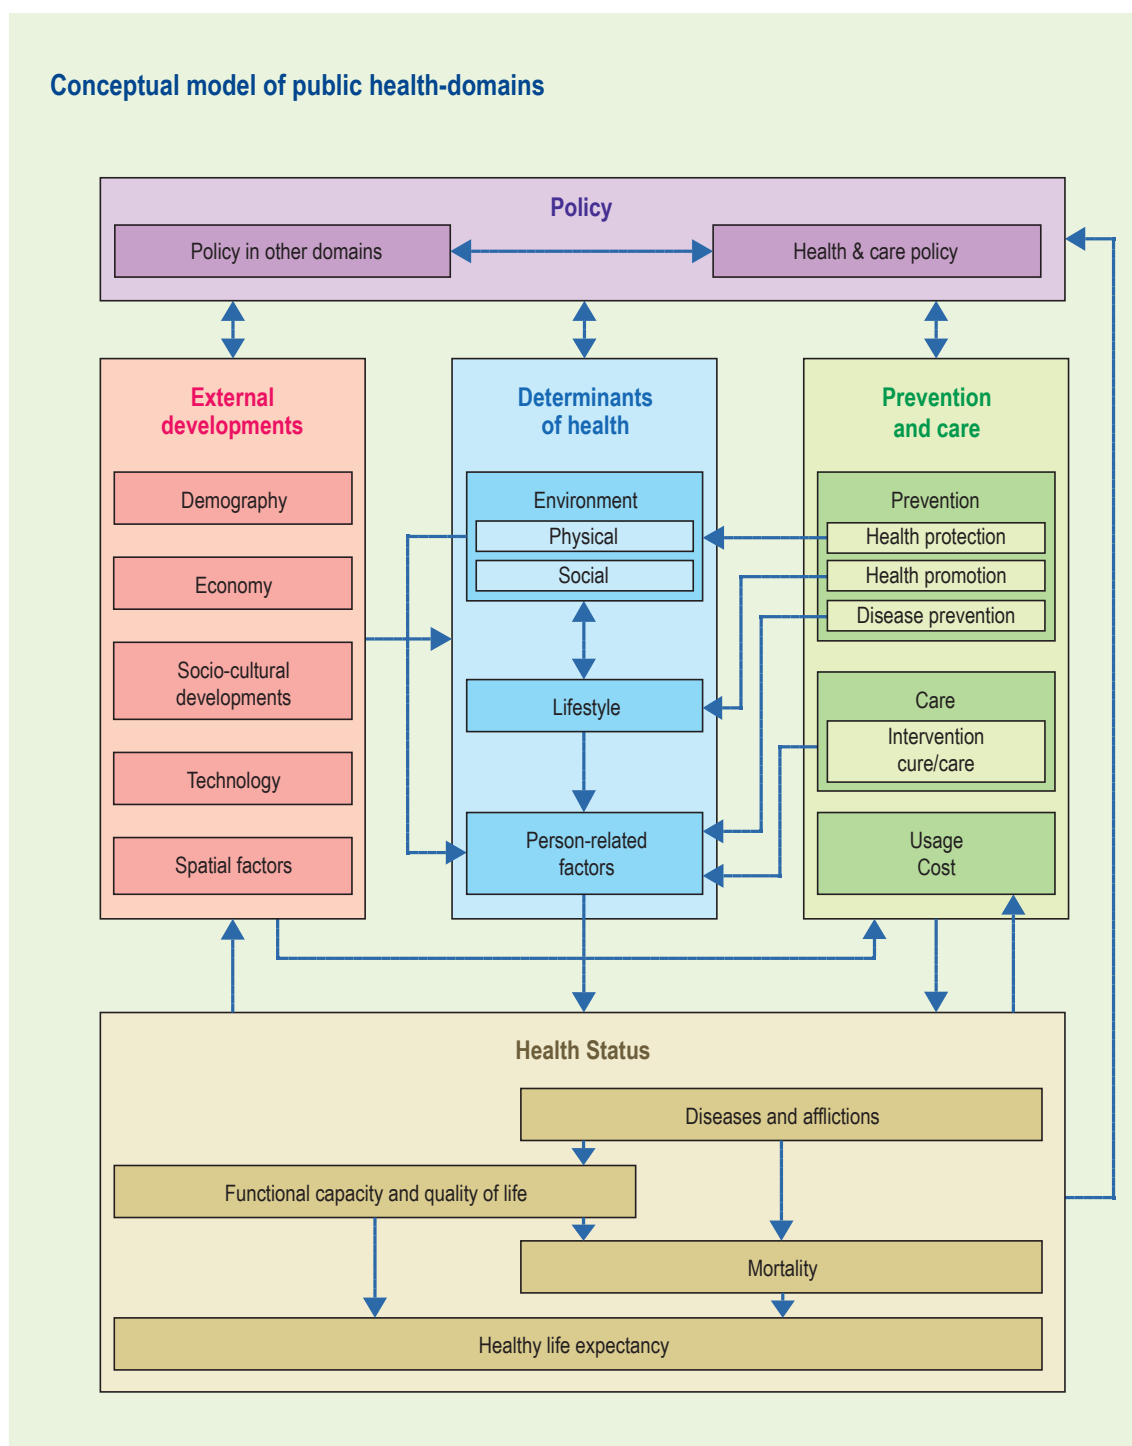 Conceptual model of public health-domains
Policy
Policy in other domains
Health & care policy
External
developments
Demography
Economy
Socio-cultural
developments
Technology
Spatial factors
Determinants
of health
Environment
Physical
Social
Lifestyle
Person-related
factors
Prevention
and care
Prevention
Health protection
Health promotion
Disease prevention
Care
Intervention
cure/care
Usage
Cost
Health Status
Diseases and afflictions
Functional capacity and quality of life
Mortality
Healthy life expectancy